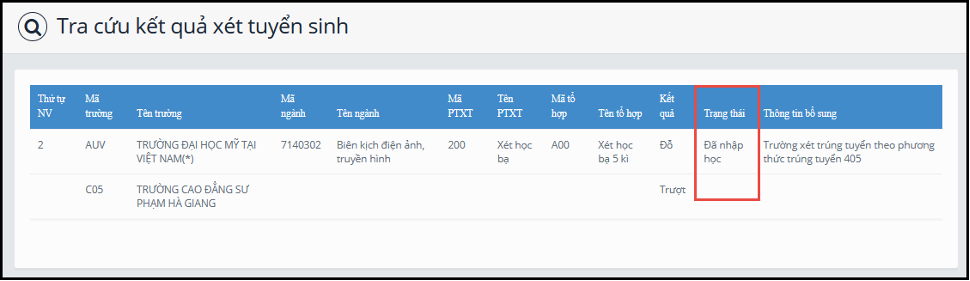 Tra cứu kết quả xét tuyển sinh
Thứ tự NV Mã trường Tên trường Mã ngành Tên ngành Mã PTXT Tên PTXT Mã tổ hợp Tên tổ hợp Kết quả Trạng thái Thông tin bổ sung
2 AUV TRƯỜNG ĐẠI HỌC MỸ TẠI VIỆT NAM(*) 7140302 Biên kịch điện ảnh, truyền hình 200 Xét học bạ A00 Xét học bạ 5 kì Đỗ Đã nhập học Trường xét trúng tuyển theo phương thức trúng tuyển 405
C05 TRƯỜNG CAO ĐẲNG SƯ PHẠM HÀ GIANG Trượt